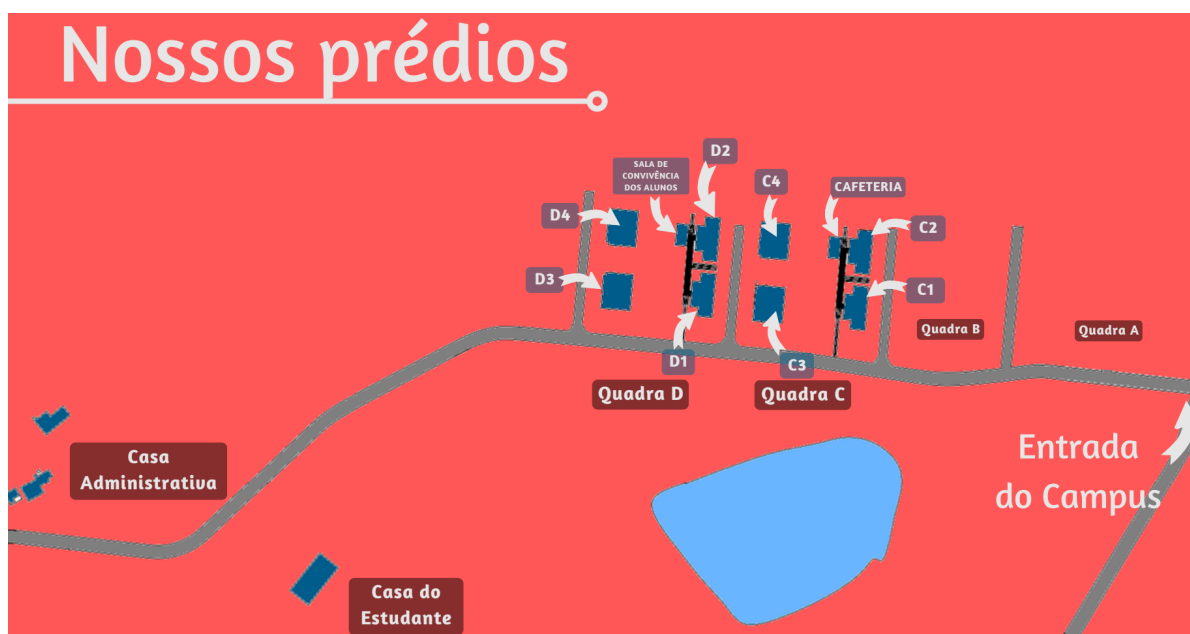 Nossos prédios
D2
SALA DE
CONVIVÊNCIA
DOS ALUNOS
C4
CAFETERIA
D4
C2
D3
C1
Quadra B
Quadra A
D1
C3
Quadra D
Quadra C
Casa
Administrativa
Entrada
do Campus
Casa do
Estudante